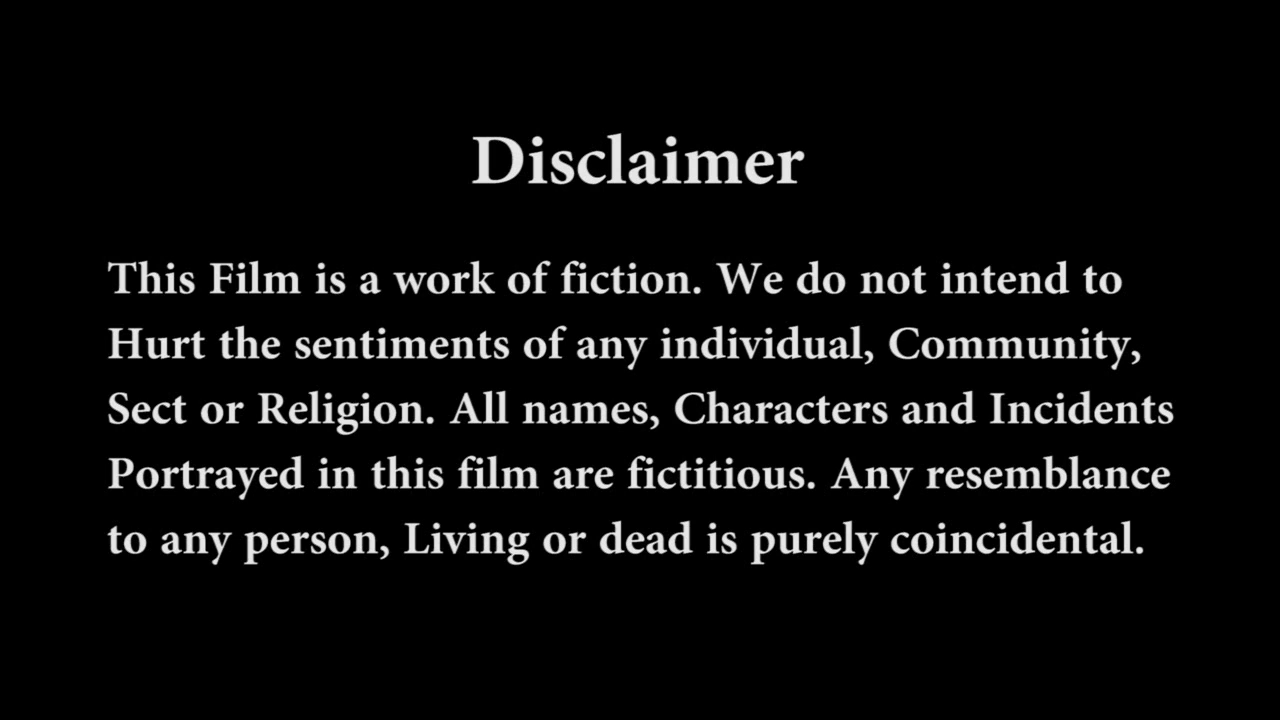 Disclaimer
This Film is a work of fiction. We do not intend to
Hurt the sentiments of any individual, Community,
Sect or Religion. All names, Characters and Incidents
Portrayed in this film are fictitious. Any resemblance
to any person, Living or dead is purely coincidental.